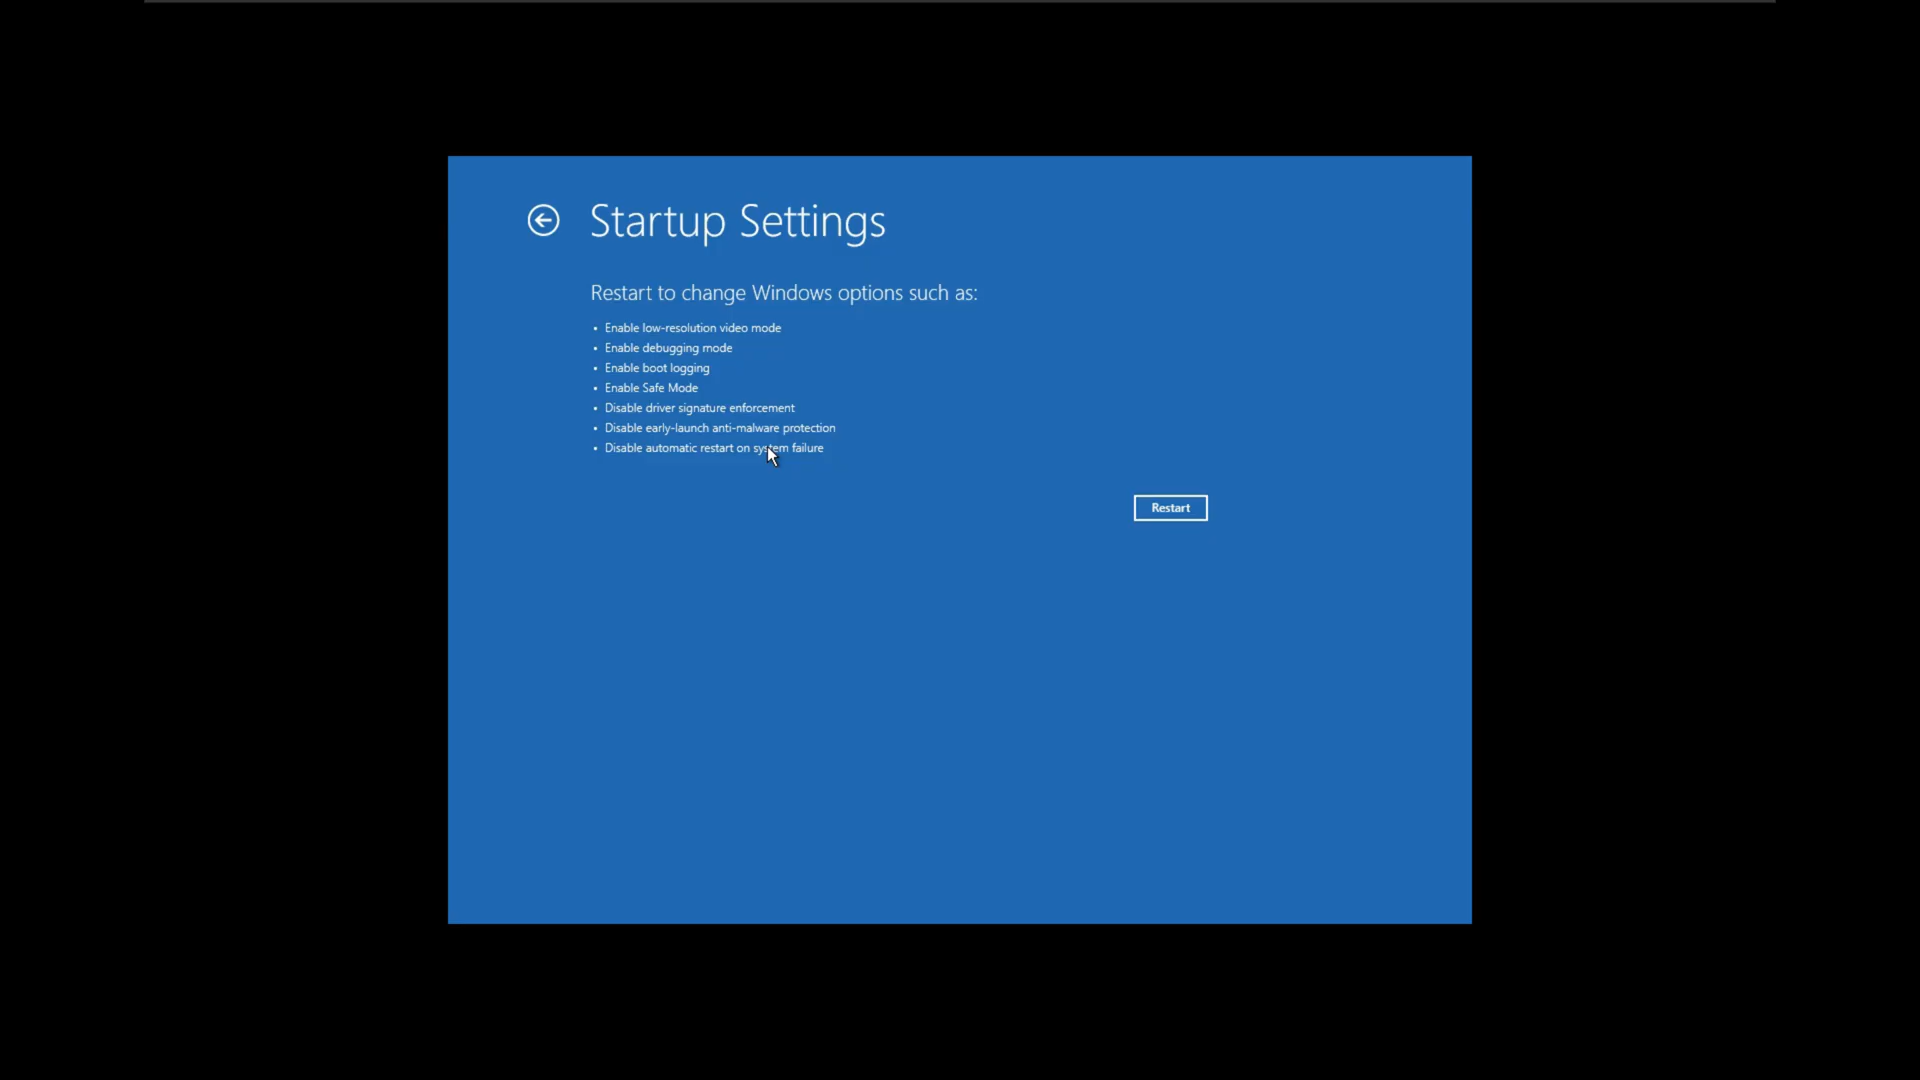 Startup Settings
Restart to change Windows options such as:
• Enable low-resolution video mode
• Enable debugging mode
• Enable boot logging
• Enable Safe Mode
• Disable driver signature enforcement
• Disable early-launch anti-malware protection
• Disable automatic restart on system failure
Restart